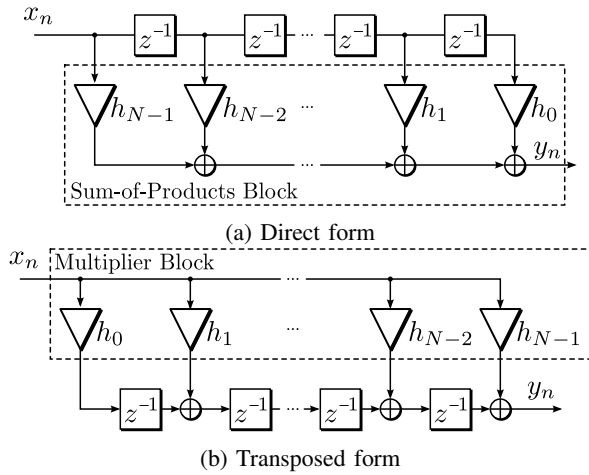 x_n
z^{-1} z^{-1} ... z^{-1} z^{-1}
h_{N-1} h_{N-2} ... h_1 h_0
... y_n
Sum-of-Products Block
(a) Direct form
x_n
Multiplier Block
...
h_0 h_1 ... h_{N-2} h_{N-1}
z^{-1} z^{-1} ... z^{-1} z^{-1} y_n
(b) Transposed form